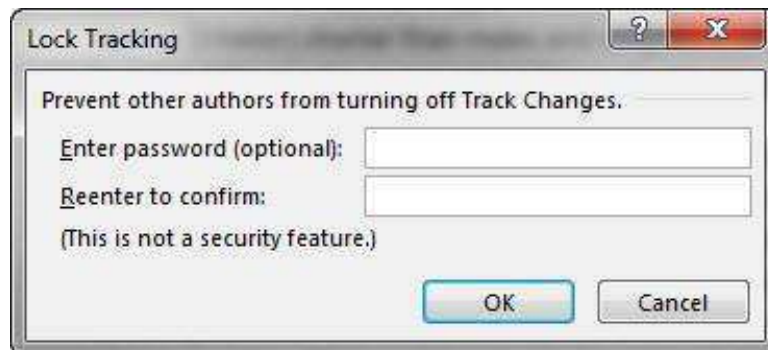 Lock Tracking
Prevent other authors from turning off Track Changes.
Enter password (optional):
Reenter to confirm:
(This is not a security feature.)
OK Cancel